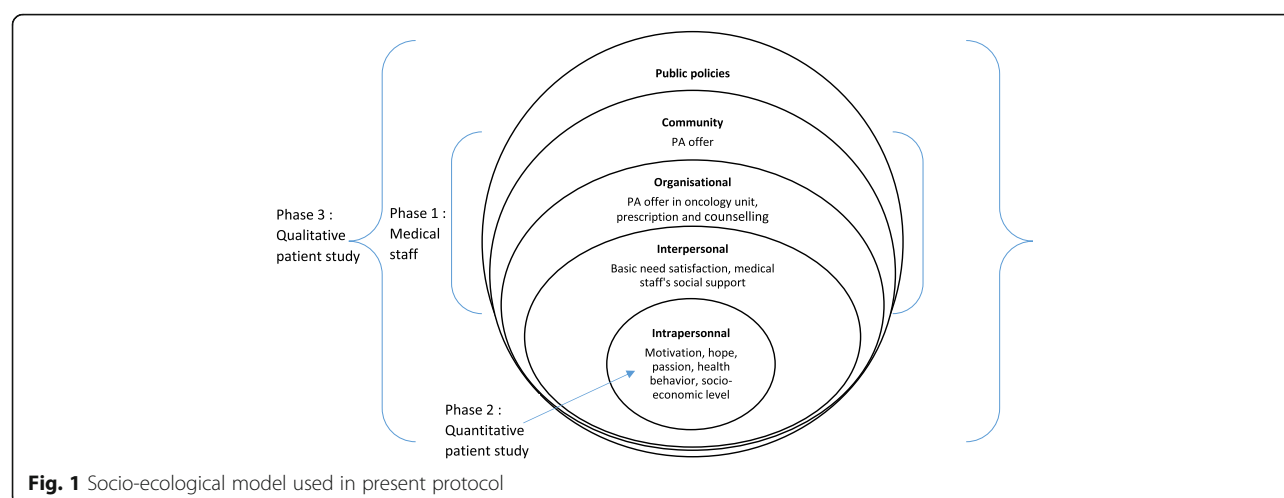 Public policies
Community
PA offer
Organisational
PA offer in oncology unit,
prescription and counselling
Interpersonal
Basic need satisfaction, medical
staff's social support
Intrapersonnal
Motivation, hope,
passion, health
behavior, socio-
economic level
Phase 3 :
Qualitative
patient study
Phase 1 :
Medical
staff
Phase 2 :
Quantitative
patient study
Fig. 1 Socio-ecological model used in present protocol